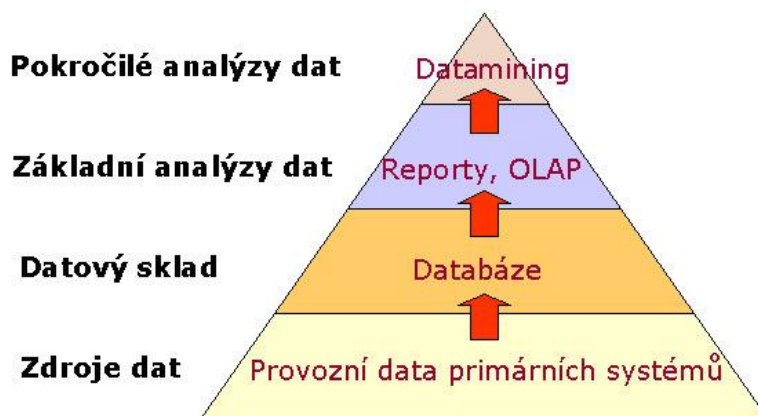 Pokročilé analýzy dat
Datamining
Základní analýzy dat
Reporty, OLAP
Datový sklad
Databáze
Zdroje dat
Provozní data primárních systémů